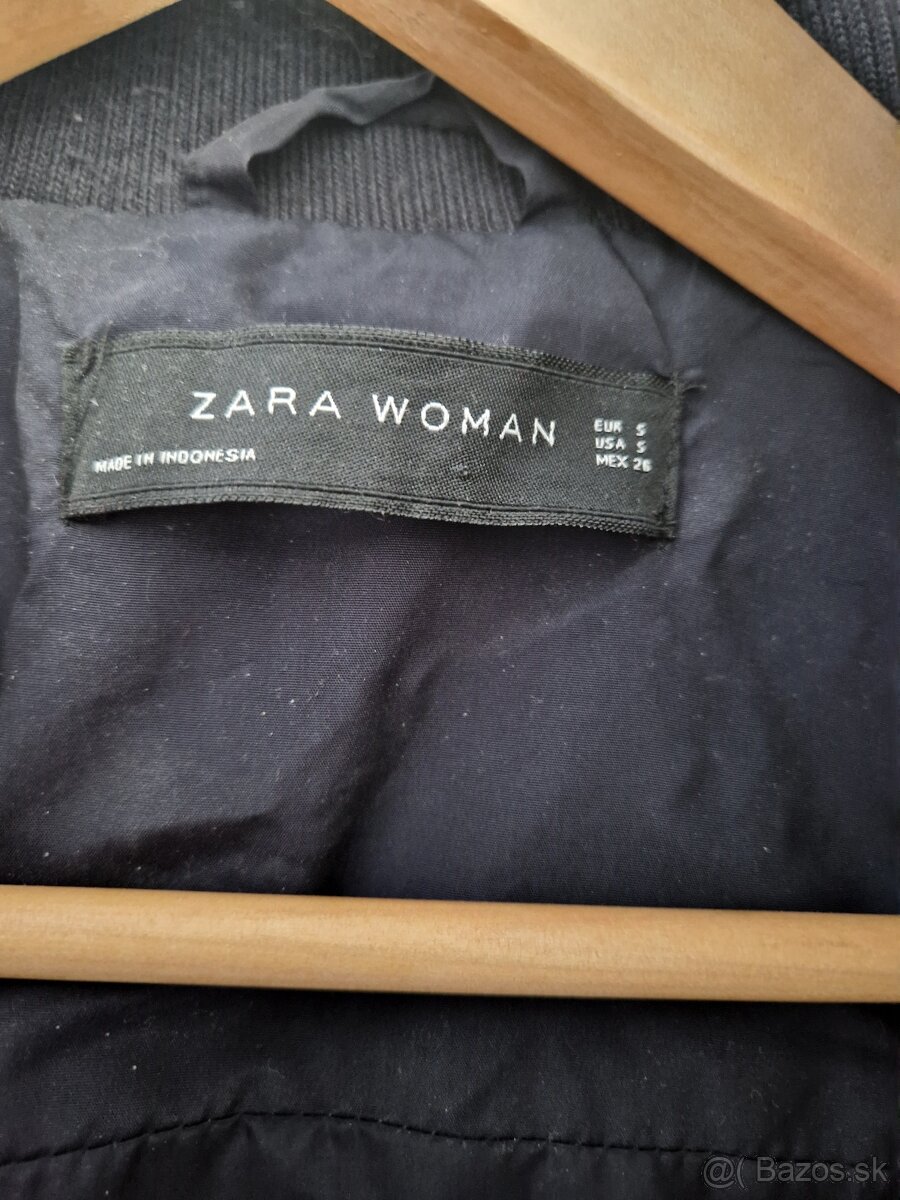 ZARA WOMAN
MADE IN INDONESIA
EUR S
USA S
MEX 26
@( Bazos.sk